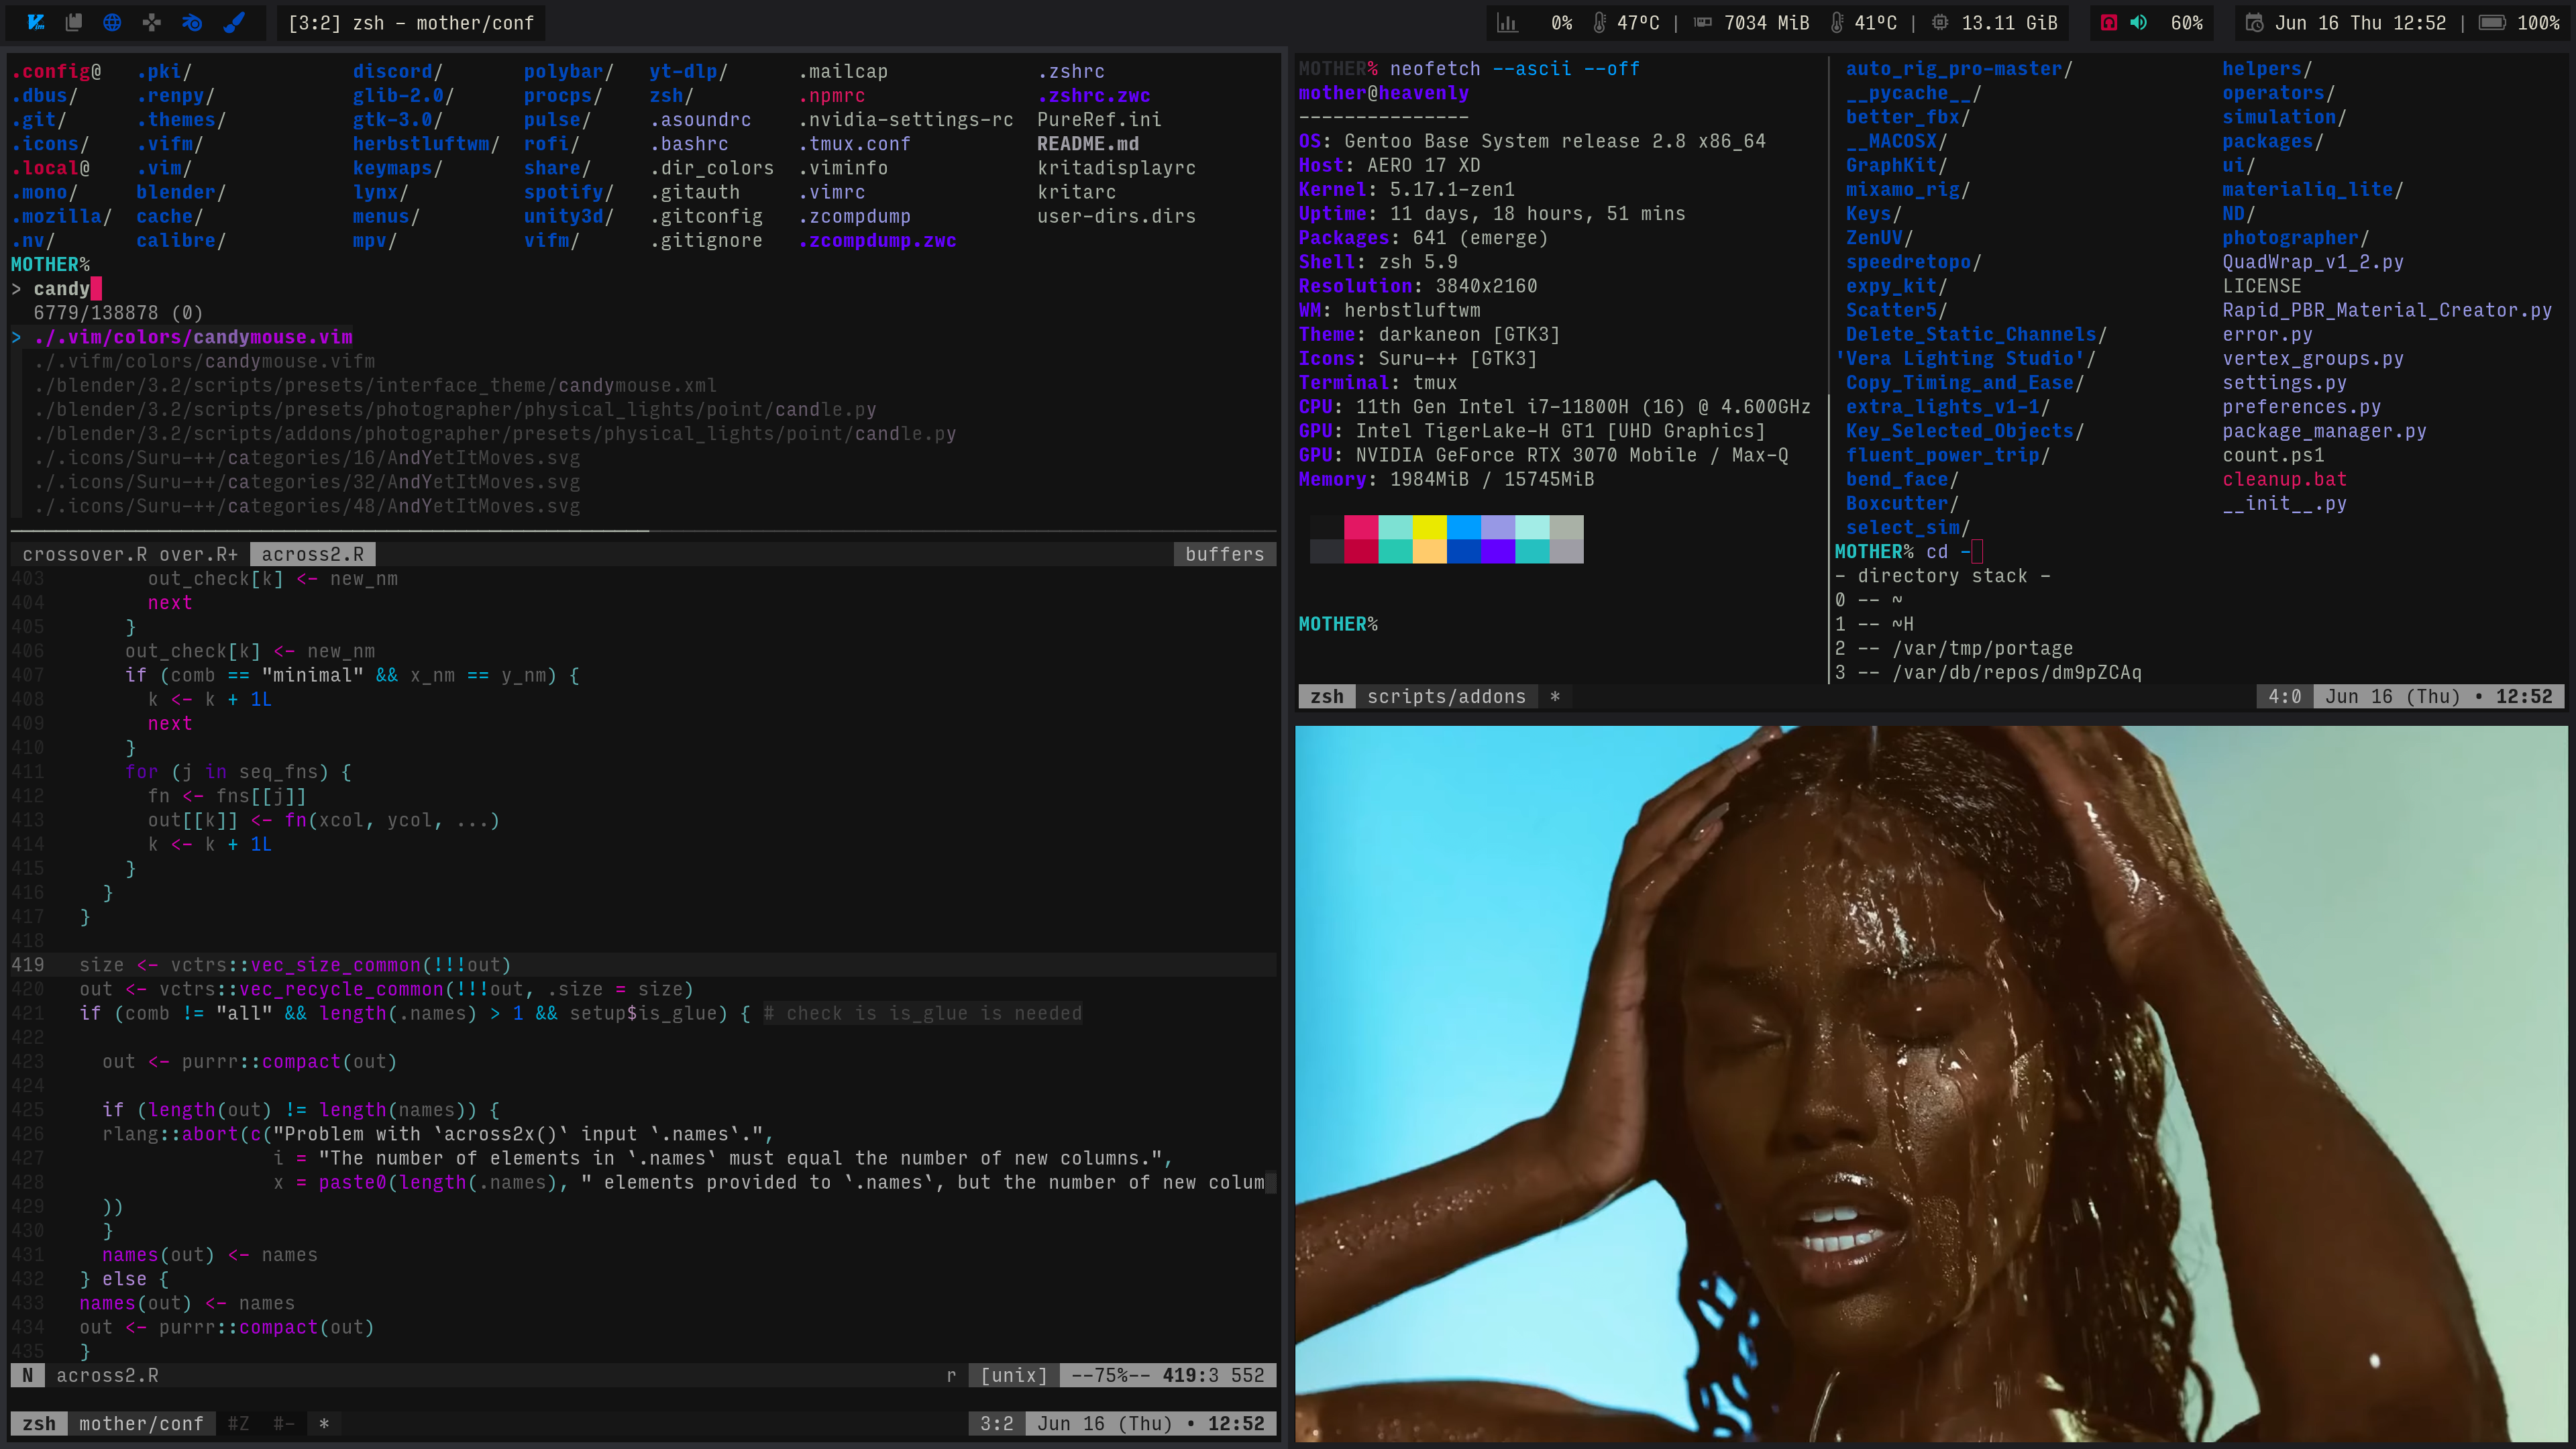 [3:2] zsh - mother/conf
0% 47ºC | 7034 MiB 41ºC | 13.11 GiB 60% Jun 16 Thu 12:52 | 100%
.config@ .pki/ discord/ polybar/ yt-dlp/ .mailcap .zshrc
.dbus/ .renpy/ glib-2.0/ procps/ zsh/ .npmrc .zshrc.zwc
.git/ .themes/ gtk-3.0/ pulse/ .asoundrc .nvidia-settings-rc PureRef.ini
.icons/ .vifm/ herbstluftwm/ rofi/ .bashrc .tmux.conf README.md
.local@ .vim/ keymaps/ share/ .dir_colors .viminfo kritadisplayrc
.mono/ blender/ lynx/ spotify/ .gitauth .vimrc kritarc
.mozilla/ cache/ menus/ unity3d/ .gitconfig .zcompdump user-dirs.dirs
.nv/ calibre/ mpv/ vifm/ .gitignore .zcompdump.zwc
MOTHER%
> candy
6779/138878 (0)
> ./.vim/colors/candymouse.vim
./.vifm/colors/candymouse.vifm
./blender/3.2/scripts/presets/interface_theme/candymouse.xml
./blender/3.2/scripts/presets/photographer/physical_lights/point/candle.py
./blender/3.2/scripts/addons/photographer/presets/physical_lights/point/candle.py
./.icons/Suru-++/categories/16/AndYetItMoves.svg
./.icons/Suru-++/categories/32/AndYetItMoves.svg
./.icons/Suru-++/categories/48/AndYetItMoves.svg
crossover.R over.R+ across2.R buffers
403 out_check[k] <- new_nm
404 next
405 }
406 out_check[k] <- new_nm
407 if (comb == "minimal" && x_nm == y_nm) {
408 k <- k + 1L
409 next
410 }
411 for (j in seq_fns) {
412 fn <- fns[[j]]
413 out[[k]] <- fn(xcol, ycol, ...)
414 k <- k + 1L
415 }
416 }
417 }
418
419 size <- vctrs::vec_size_common(!!!out)
420 out <- vctrs::vec_recycle_common(!!!out, .size = size)
421 if (comb != "all" && length(.names) > 1 && setup$is_glue) { # check is is_glue is needed
422
423 out <- purrr::compact(out)
424
425 if (length(out) != length(names)) {
426 rlang::abort(c("Problem with `across2x()` input `.names`.",
427 i = "The number of elements in `.names` must equal the number of new columns.",
428 x = paste0(length(.names), " elements provided to `.names`, but the number of new colum
429 ))
430 }
431 names(out) <- names
432 } else {
433 names(out) <- names
434 out <- purrr::compact(out)
435 }
N across2.R r [unix] --75%-- 419:3 552
zsh mother/conf #Z #- * 3:2 Jun 16 (Thu) • 12:52
MOTHER% neofetch --ascii --off
mother@heavenly
---------------
OS: Gentoo Base System release 2.8 x86_64
Host: AERO 17 XD
Kernel: 5.17.1-zen1
Uptime: 11 days, 18 hours, 51 mins
Packages: 641 (emerge)
Shell: zsh 5.9
Resolution: 3840x2160
WM: herbstluftwm
Theme: darkaneon [GTK3]
Icons: Suru-++ [GTK3]
Terminal: tmux
CPU: 11th Gen Intel i7-11800H (16) @ 4.600GHz
GPU: Intel TigerLake-H GT1 [UHD Graphics]
GPU: NVIDIA GeForce RTX 3070 Mobile / Max-Q
Memory: 1984MiB / 15745MiB
MOTHER%
auto_rig_pro-master/ helpers/
__pycache__/ operators/
better_fbx/ simulation/
__MACOSX/ packages/
GraphKit/ ui/
mixamo_rig/ materialiq_lite/
Keys/ ND/
ZenUV/ photographer/
speedretopo/ QuadWrap_v1_2.py
expy_kit/ LICENSE
Scatter5/ Rapid_PBR_Material_Creator.py
Delete_Static_Channels/ error.py
'Vera Lighting Studio'/ vertex_groups.py
Copy_Timing_and_Ease/ settings.py
extra_lights_v1-1/ preferences.py
Key_Selected_Objects/ package_manager.py
fluent_power_trip/ count.ps1
bend_face/ cleanup.bat
Boxcutter/ __init__.py
select_sim/
MOTHER% cd -
- directory stack -
0 -- ~
1 -- ~H
2 -- /var/tmp/portage
3 -- /var/db/repos/dm9pZCAq
zsh scripts/addons * 4:0 Jun 16 (Thu) • 12:52